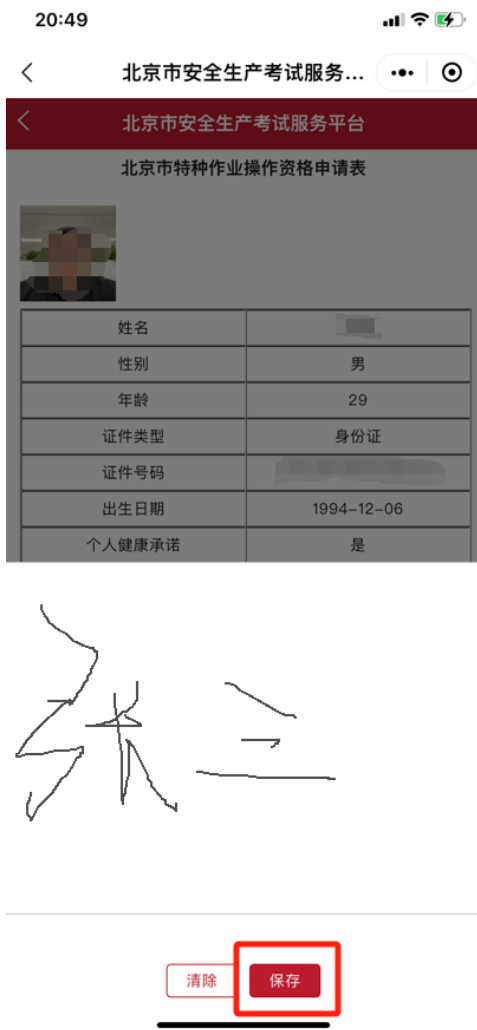 20:49
北京市安全生产考试服务...
北京市安全生产考试服务平台
北京市特种作业操作资格申请表
姓名
性别 男
年龄 29
证件类型 身份证
证件号码
出生日期 1994-12-06
个人健康承诺 是
张三
清除 保存